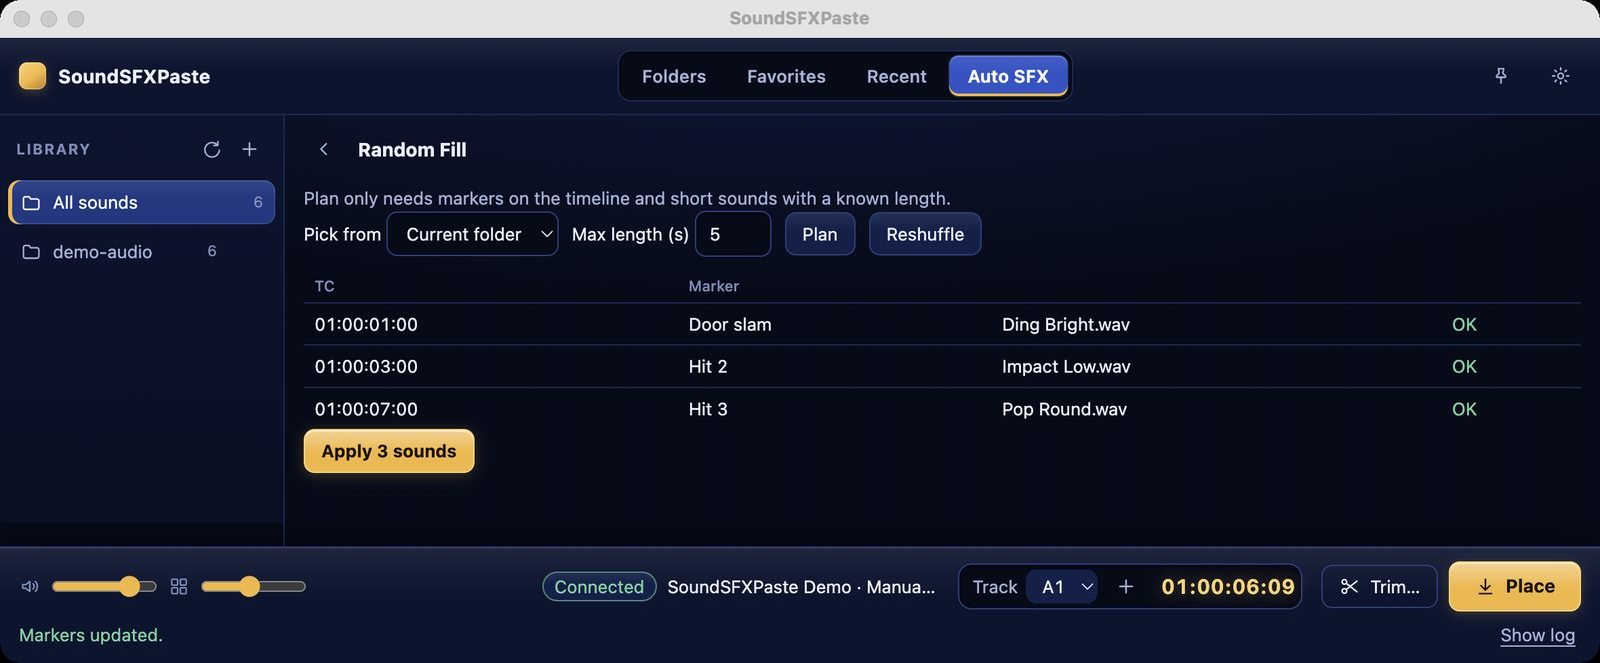 SoundSFXPaste
SoundSFXPaste
Folders Favorites Recent Auto SFX
LIBRARY
All sounds 6
demo-audio 6
Random Fill
Plan only needs markers on the timeline and short sounds with a known length.
Pick from Current folder Max length (s) 5 Plan Reshuffle
TC Marker
01:00:01:00 Door slam Ding Bright.wav OK
01:00:03:00 Hit 2 Impact Low.wav OK
01:00:07:00 Hit 3 Pop Round.wav OK
Apply 3 sounds
Connected SoundSFXPaste Demo · Manua... Track A1 + 01:00:06:09 Trim... Place
Markers updated. Show log